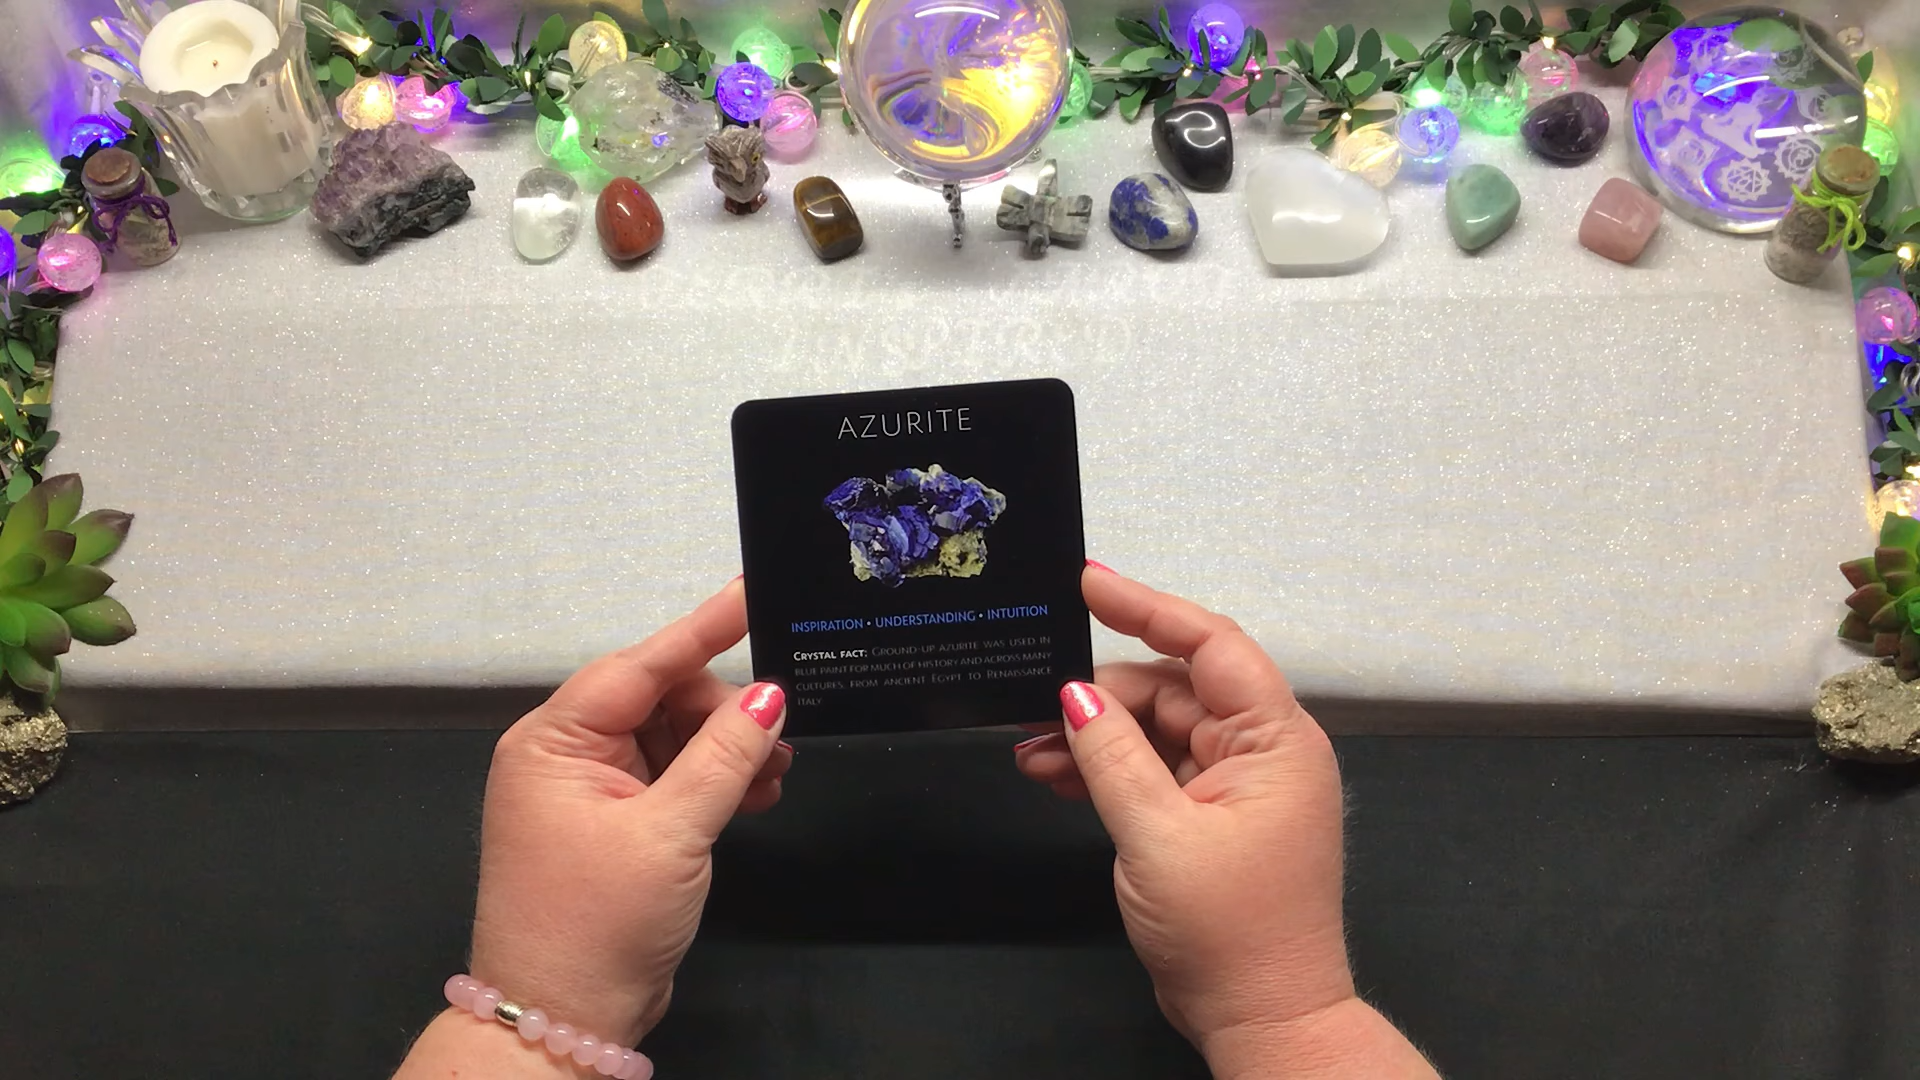 AZURITE
INSPIRATION • UNDERSTANDING • INTUITION
CRYSTAL FACT: GROUND-UP AZURITE WAS USED IN
BLUE PAINT FOR MUCH OF HISTORY AND ACROSS MANY
CULTURES, FROM ANCIENT EGYPT TO RENAISSANCE
ITALY.